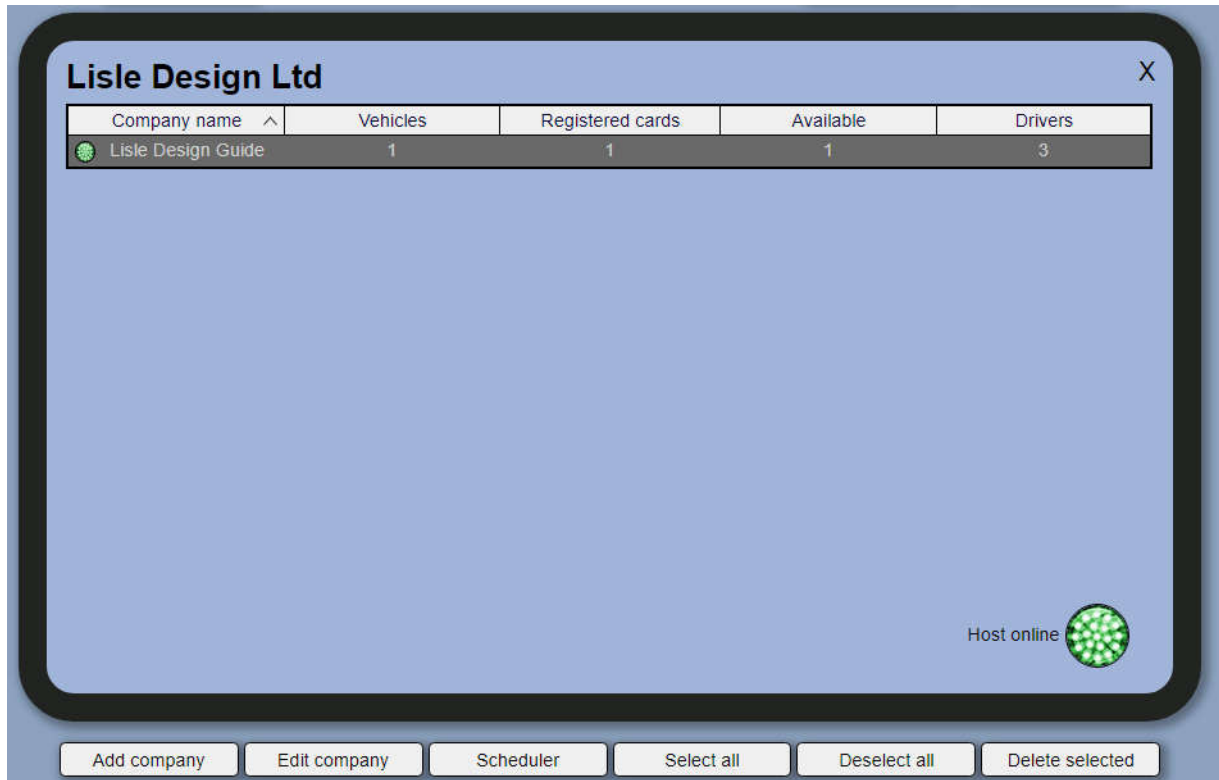 Lisle Design Ltd X
Company name Vehicles Registered cards Available Drivers
Lisle Design Guide 1 1 1 3
Host online
Add company Edit company Scheduler Select all Deselect all Delete selected